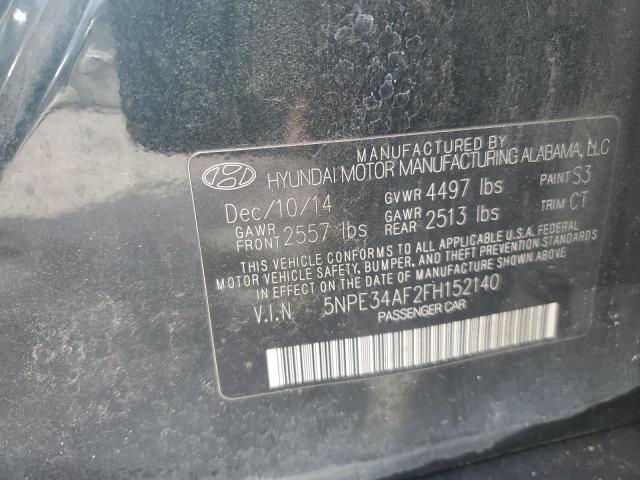 MANUFACTURED BY
HYUNDAI MOTOR MANUFACTURING ALABAMA, LLC
Dec/10/14 GVWR 4497 lbs PAINT S3
GAWR FRONT 2557 lbs GAWR REAR 2513 lbs TRIM CT
THIS VEHICLE CONFORMS TO ALL APPLICABLE U.S.A. FEDERAL
MOTOR VEHICLE SAFETY, BUMPER, AND THEFT PREVENTION STANDARDS
IN EFFECT ON THE DATE OF MANUFACTURE SHOWN ABOVE
V.I.N 5NPE34AF2FH152140
PASSENGER CAR